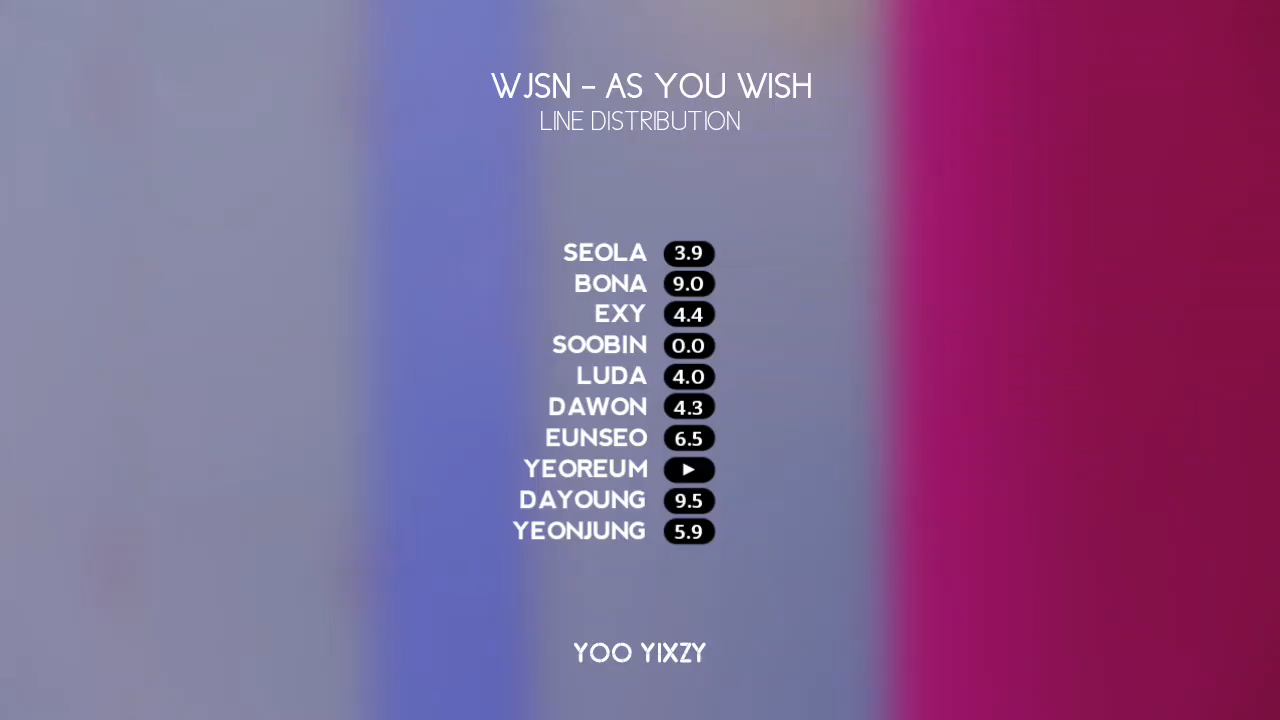 WJSN - AS YOU WISH
LINE DISTRIBUTION
SEOLA 3.9
BONA 9.0
EXY 4.4
SOOBIN 0.0
LUDA 4.0
DAWON 4.3
EUNSEO 6.5
YEOREUM ▶
DAYOUNG 9.5
YEONJUNG 5.9
YOO YIXZY